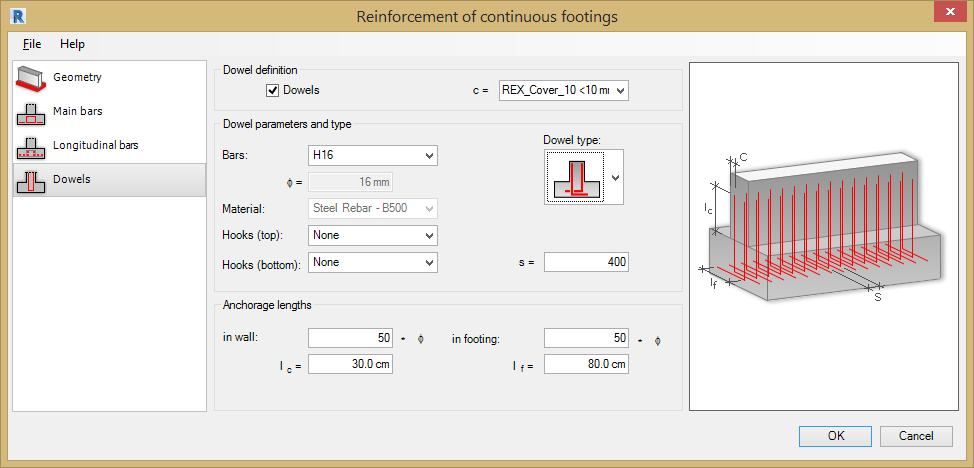 R
Reinforcement of continuous footings
File Help
Geometry
Main bars
Longitudinal bars
Dowels
Dowel definition
Dowels
c = REX_Cover_10 <10 m
Dowel parameters and type
Bars: H16
ϕ = 16 mm
Material: Steel Rebar - B500
Hooks (top): None
Hooks (bottom): None
Dowel type:
s = 400
Anchorage lengths
in wall: 50 * ϕ
l c = 30.0 cm
in footing: 50 * ϕ
l f = 80.0 cm
C
lc
lf
S
OK Cancel